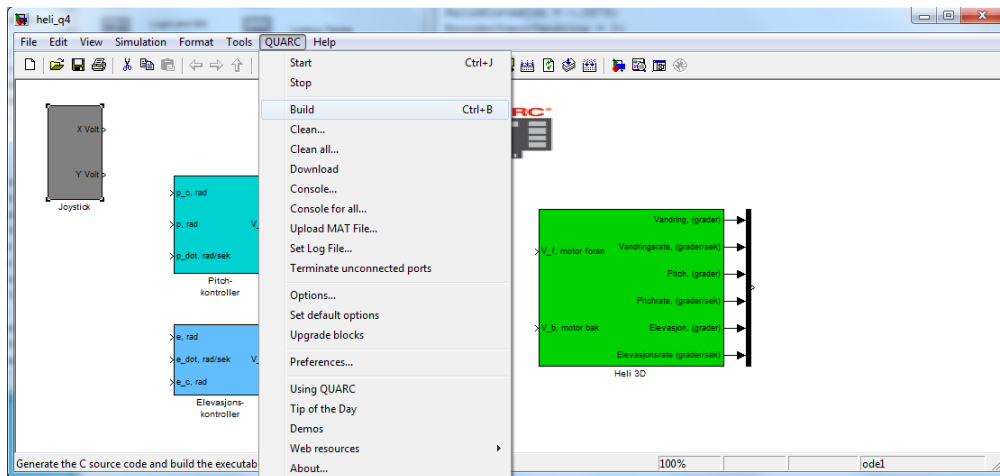 heli_q4
File Edit View Simulation Format Tools QUARC Help
Start Ctrl+J
Stop
Build Ctrl+B
Clean...
Clean all...
Download
Console...
Console for all...
Upload MAT File...
Set Log File...
Terminate unconnected ports
Options...
Set default options
Upgrade blocks
Preferences...
Using QUARC
Tip of the Day
Demos
Web resources
About...
X Volt
Y Volt
Joystick
p_c, rad
p, rad V_
p_dot, rad/sek
Pitch-
kontroller
e, rad
e_dot, rad/sek V_
e_c, rad
Elevasjons-
kontroller
RC
Vandring, (grader)
V_f, motor foran Vandringsrate, (grader/sek)
Pitch, (grader)
Pitchrate, (grader/sek)
V_b, motor bak Elevasjon, (grader)
Elevasjonsrate (grader/sek)
Heli 3D
Generate the C source code and build the executab
100% ode1